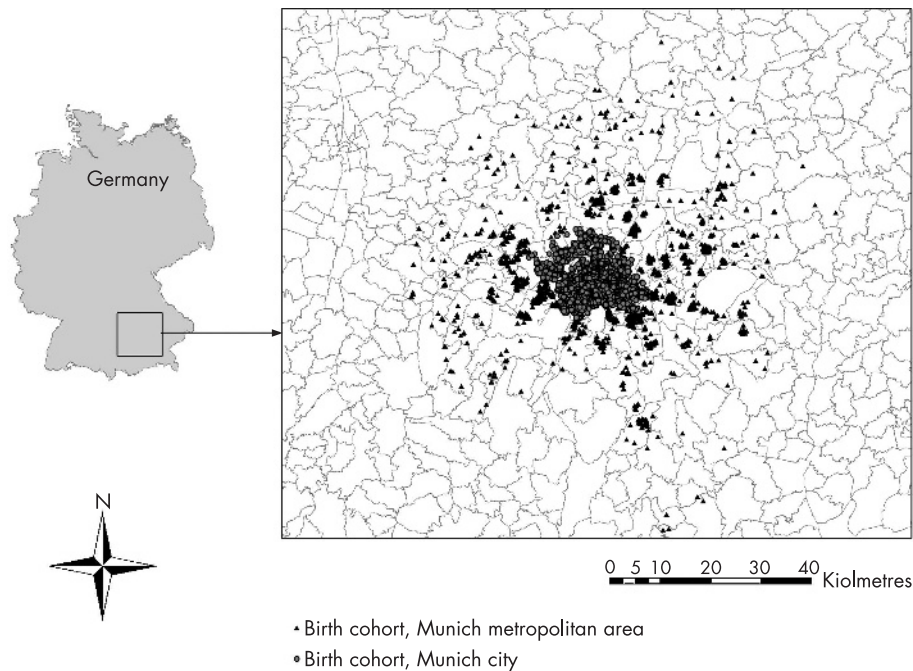 Germany
N
0 5 10 20 30 40
Kiolmetres
Birth cohort, Munich metropolitan area
Birth cohort, Munich city